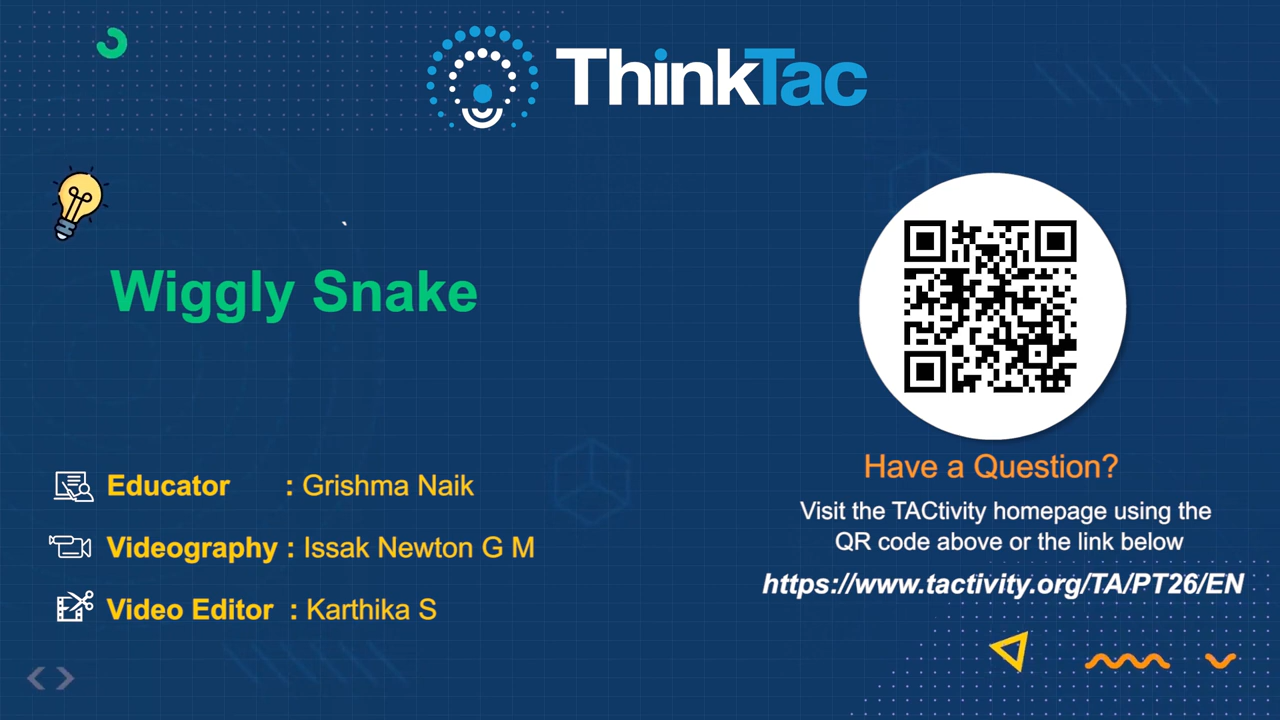 ThinkTac
Wiggly Snake
Educator : Grishma Naik
Videography : Issak Newton G M
Video Editor : Karthika S
Have a Question?
Visit the TACtivity homepage using the
QR code above or the link below
https://www.tactivity.org/TA/PT26/EN